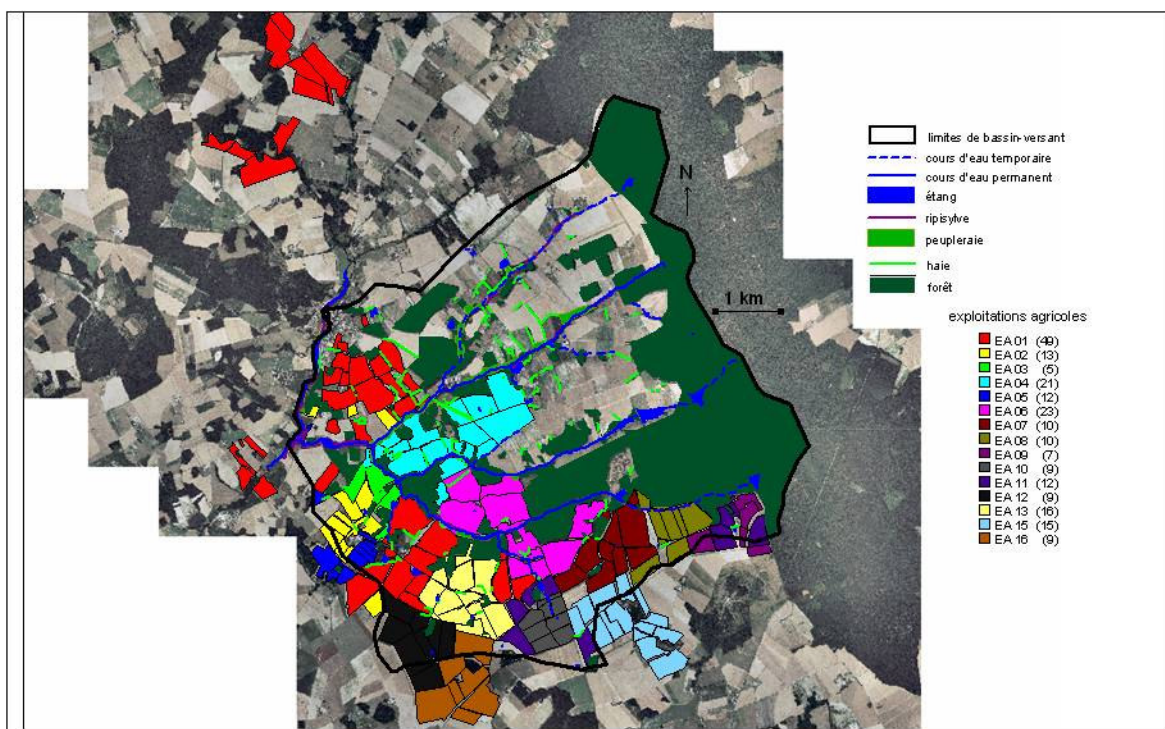 limites de bassin-versant
cours d'eau temporaire
cours d'eau permanent
étang
ripisylve
peupleraie
haie
forêt
N
1 km
exploitations agricoles
EA 01 (49)
EA 02 (13)
EA 03 (5)
EA 04 (21)
EA 05 (12)
EA 06 (23)
EA 07 (10)
EA 08 (10)
EA 09 (7)
EA 10 (9)
EA 11 (12)
EA 12 (9)
EA 13 (16)
EA 15 (15)
EA 16 (9)